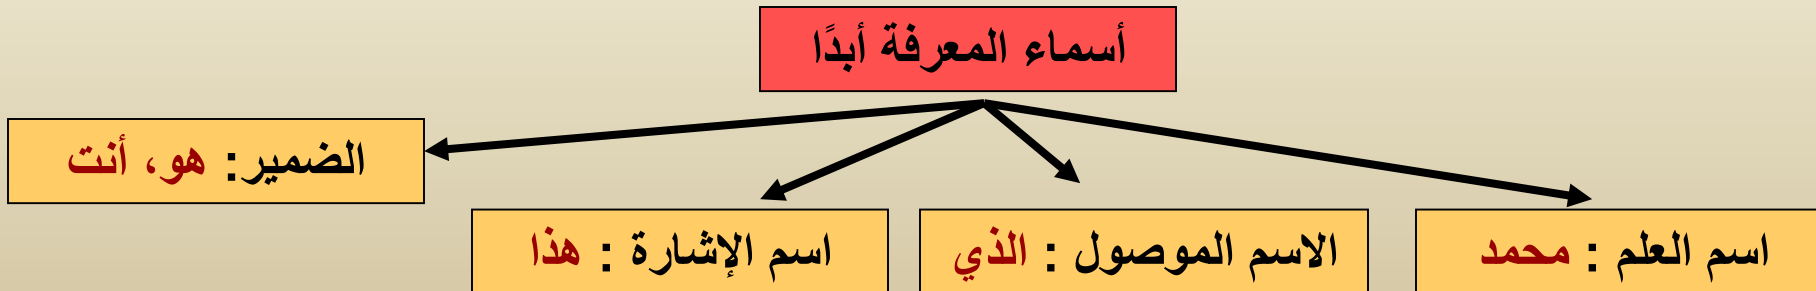 أسماء المعرفة أبدًا
الضمير: هو، أنت
اسم العلم : محمد
الاسم الموصول : الذي
اسم الإشارة : هذا